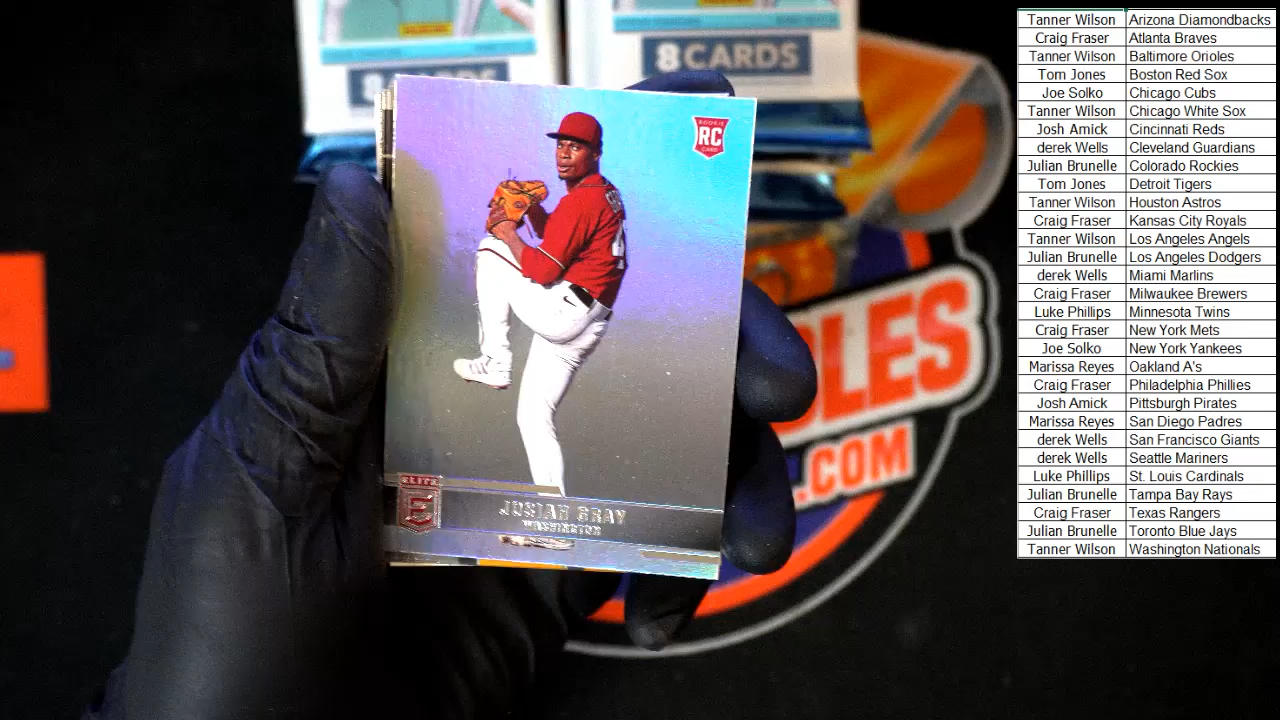 8 CARDS
8 CARDS
ROOKIE
RC
CARD
ELITE
E
JOSIAH GRAY
WASHINGTON
LES
.COM
Tanner Wilson Arizona Diamondbacks
Craig Fraser Atlanta Braves
Tanner Wilson Baltimore Orioles
Tom Jones Boston Red Sox
Joe Solko Chicago Cubs
Tanner Wilson Chicago White Sox
Josh Amick Cincinnati Reds
derek Wells Cleveland Guardians
Julian Brunelle Colorado Rockies
Tom Jones Detroit Tigers
Tanner Wilson Houston Astros
Craig Fraser Kansas City Royals
Tanner Wilson Los Angeles Angels
Julian Brunelle Los Angeles Dodgers
derek Wells Miami Marlins
Craig Fraser Milwaukee Brewers
Luke Phillips Minnesota Twins
Craig Fraser New York Mets
Joe Solko New York Yankees
Marissa Reyes Oakland A's
Craig Fraser Philadelphia Phillies
Josh Amick Pittsburgh Pirates
Marissa Reyes San Diego Padres
derek Wells San Francisco Giants
derek Wells Seattle Mariners
Luke Phillips St. Louis Cardinals
Julian Brunelle Tampa Bay Rays
Craig Fraser Texas Rangers
Julian Brunelle Toronto Blue Jays
Tanner Wilson Washington Nationals